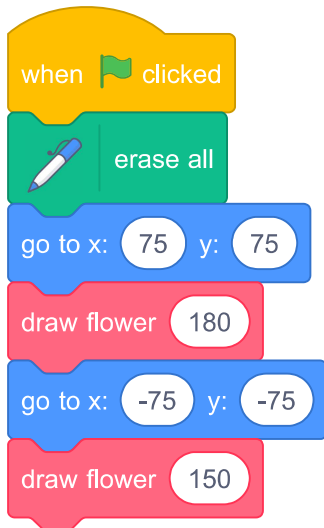 when clicked
erase all
go to x: 75 y: 75
draw flower 180
go to x: -75 y: -75
draw flower 150